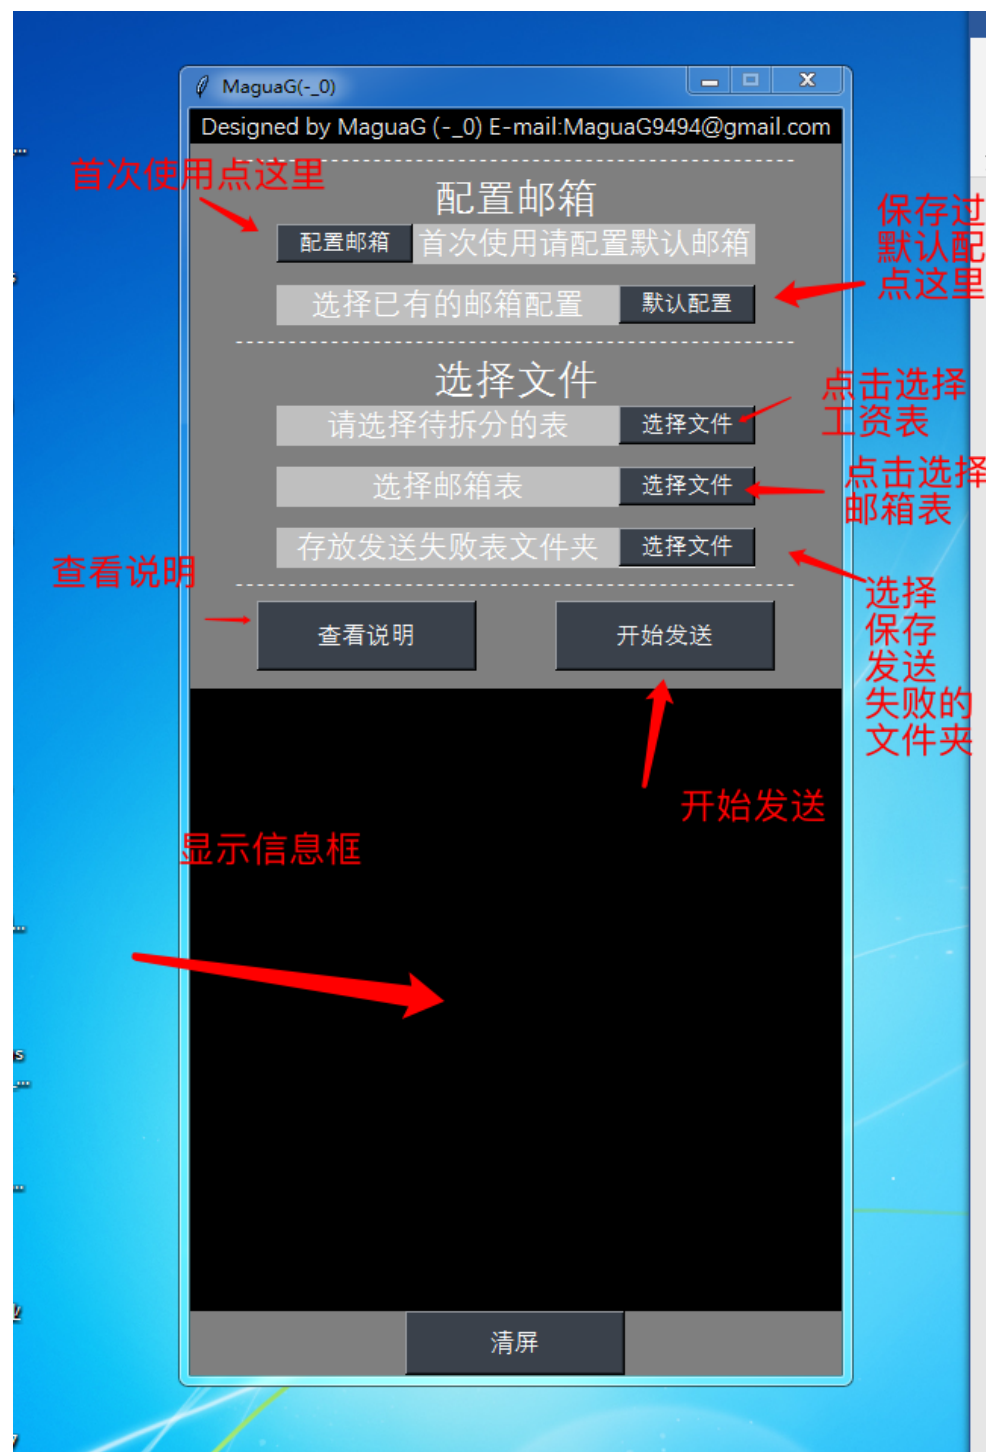 MaguaG(-_0)
Designed by MaguaG (-_0) E-mail:MaguaG9494@gmail.com
首次使用点这里
配置邮箱
配置邮箱 首次使用请配置默认邮箱
保存过
默认配
点这里
选择已有的邮箱配置 默认配置
选择文件
点击选择
工资表
请选择待拆分的表 选择文件
点击选择
邮箱表
选择邮箱表 选择文件
存放发送失败表文件夹 选择文件
查看说明
选择
保存
发送
失败的
文件夹
查看说明 开始发送
开始发送
显示信息框
清屏